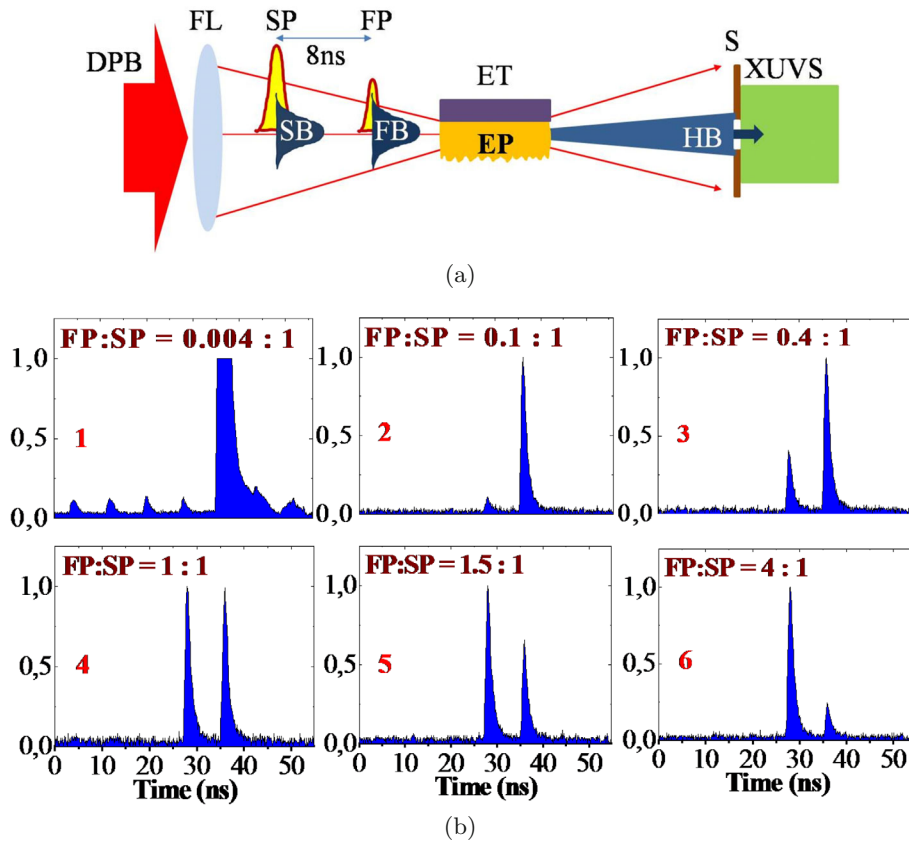 FL SP FP
8ns
DPB ET S
XUVS
SB FB EP HB
(a)
FP:SP = 0.004 : 1 FP:SP = 0.1 : 1 FP:SP = 0.4 : 1
1,0 1,0 1,0
0,5 1 0,5 2 0,5 3
0,0 0,0 0,0
FP:SP = 1 : 1 FP:SP = 1.5 : 1 FP:SP = 4 : 1
1,0 1,0 1,0
0,5 4 0,5 5 0,5 6
0,0 0,0 0,0
0 10 20 30 40 50 0 10 20 30 40 50 0 10 20 30 40 50
Time (ns) Time (ns) Time (ns)
(b)